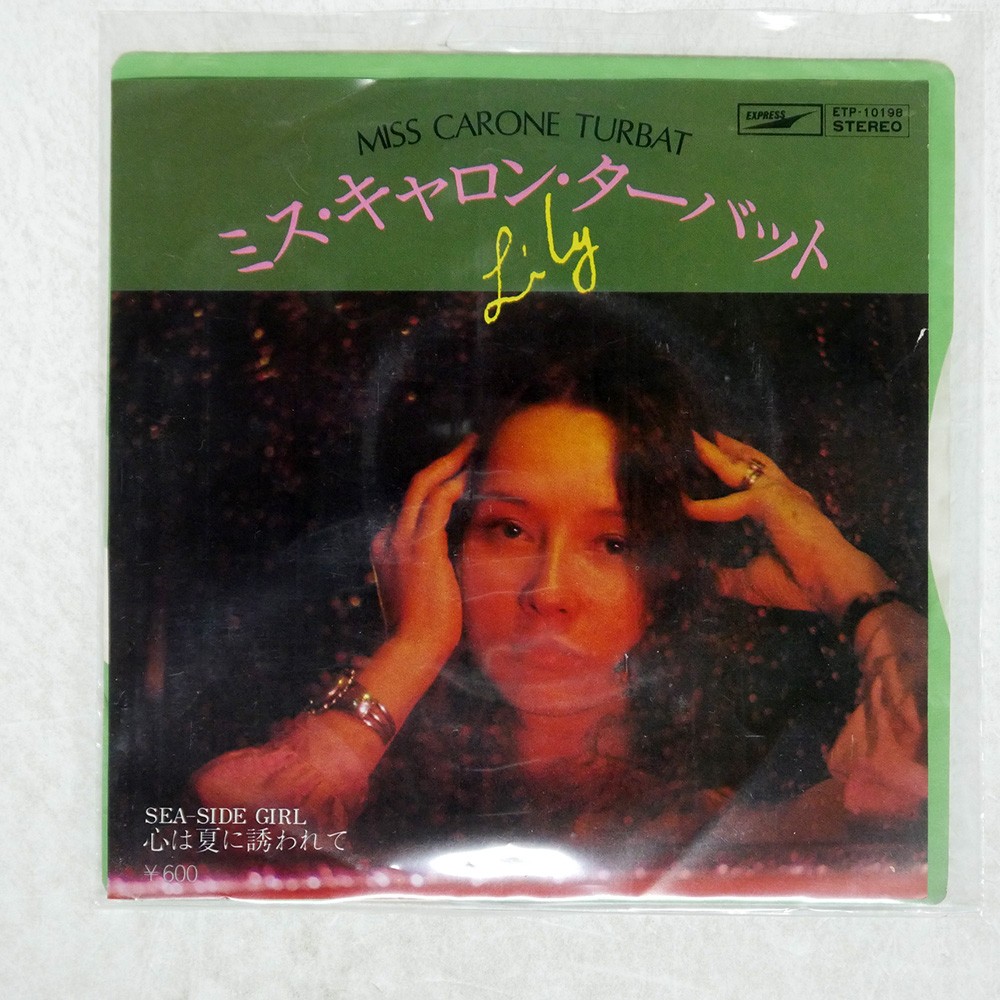 EXPRESS
ETP-10198
STEREO
MISS CARONE TURBAT
ミス・キャロン・ターバット
Lily
SEA-SIDE GIRL
心は夏に誘われて
¥600